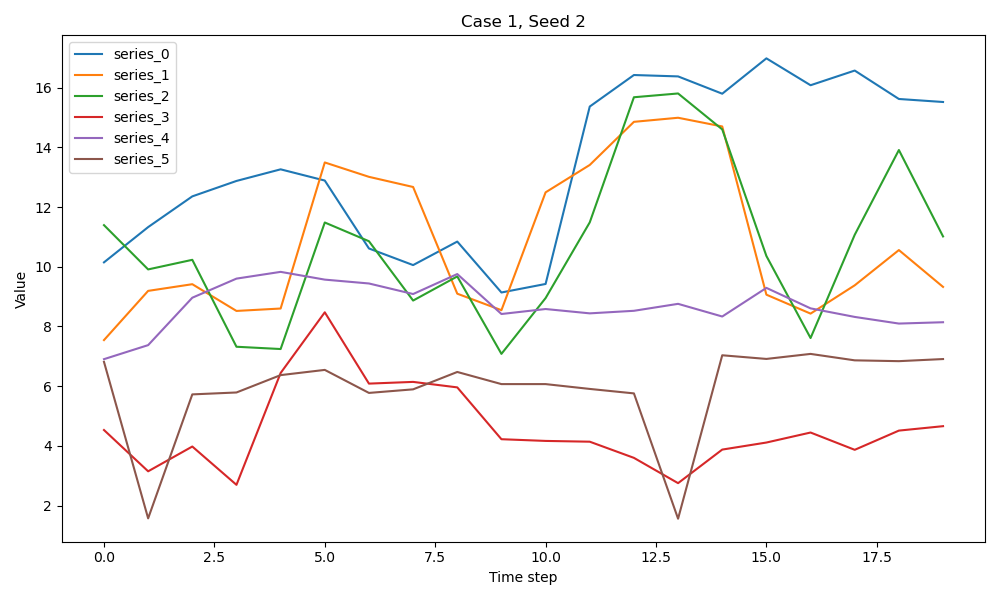 Case 1, Seed 2
series_0
series_1
series_2
series_3
series_4
series_5
Value
16
14
12
10
8
6
4
2
0.0 2.5 5.0 7.5 10.0 12.5 15.0 17.5
Time step